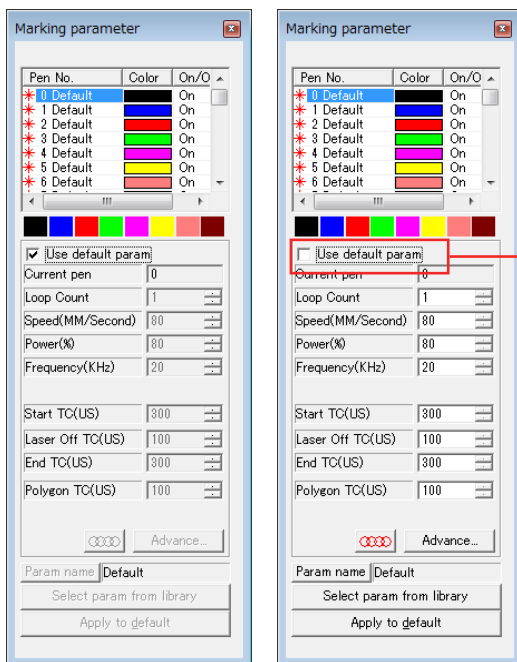 Marking parameter
Pen No. Color On/O
0 Default On
1 Default On
2 Default On
3 Default On
4 Default On
5 Default On
6 Default On
Use default param
Current pen 0
Loop Count 1
Speed(MM/Second) 80
Power(%) 80
Frequency(KHz) 20
Start TC(US) 300
Laser Off TC(US) 100
End TC(US) 300
Polygon TC(US) 100
Advance...
Param name Default
Select param from library
Apply to default
Marking parameter
Pen No. Color On/O
0 Default On
1 Default On
2 Default On
3 Default On
4 Default On
5 Default On
6 Default On
Use default param
Current pen
Loop Count 1
Speed(MM/Second) 80
Power(%) 80
Frequency(KHz) 20
Start TC(US) 300
Laser Off TC(US) 100
End TC(US) 300
Polygon TC(US) 100
Advance...
Param name Default
Select param from library
Apply to default